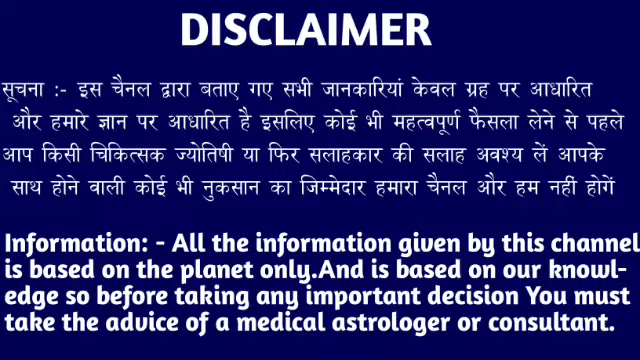 DISCLAIMER
सूचना :- इस चैनल द्वारा बताए गए सभी जानकारियां केवल ग्रह पर आधारित
और हमारे ज्ञान पर आधारित है इसलिए कोई भी महत्वपूर्ण फैसला लेने से पहले
आप किसी चिकित्सक ज्योतिषी या फिर सलाहकार की सलाह अवश्य लें आपके
साथ होने वाली कोई भी नुकसान का जिम्मेदार हमारा चैनल और हम नहीं होगें
Information: - All the information given by this channel
is based on the planet only.And is based on our knowl-
edge so before taking any important decision You must
take the advice of a medical astrologer or consultant.